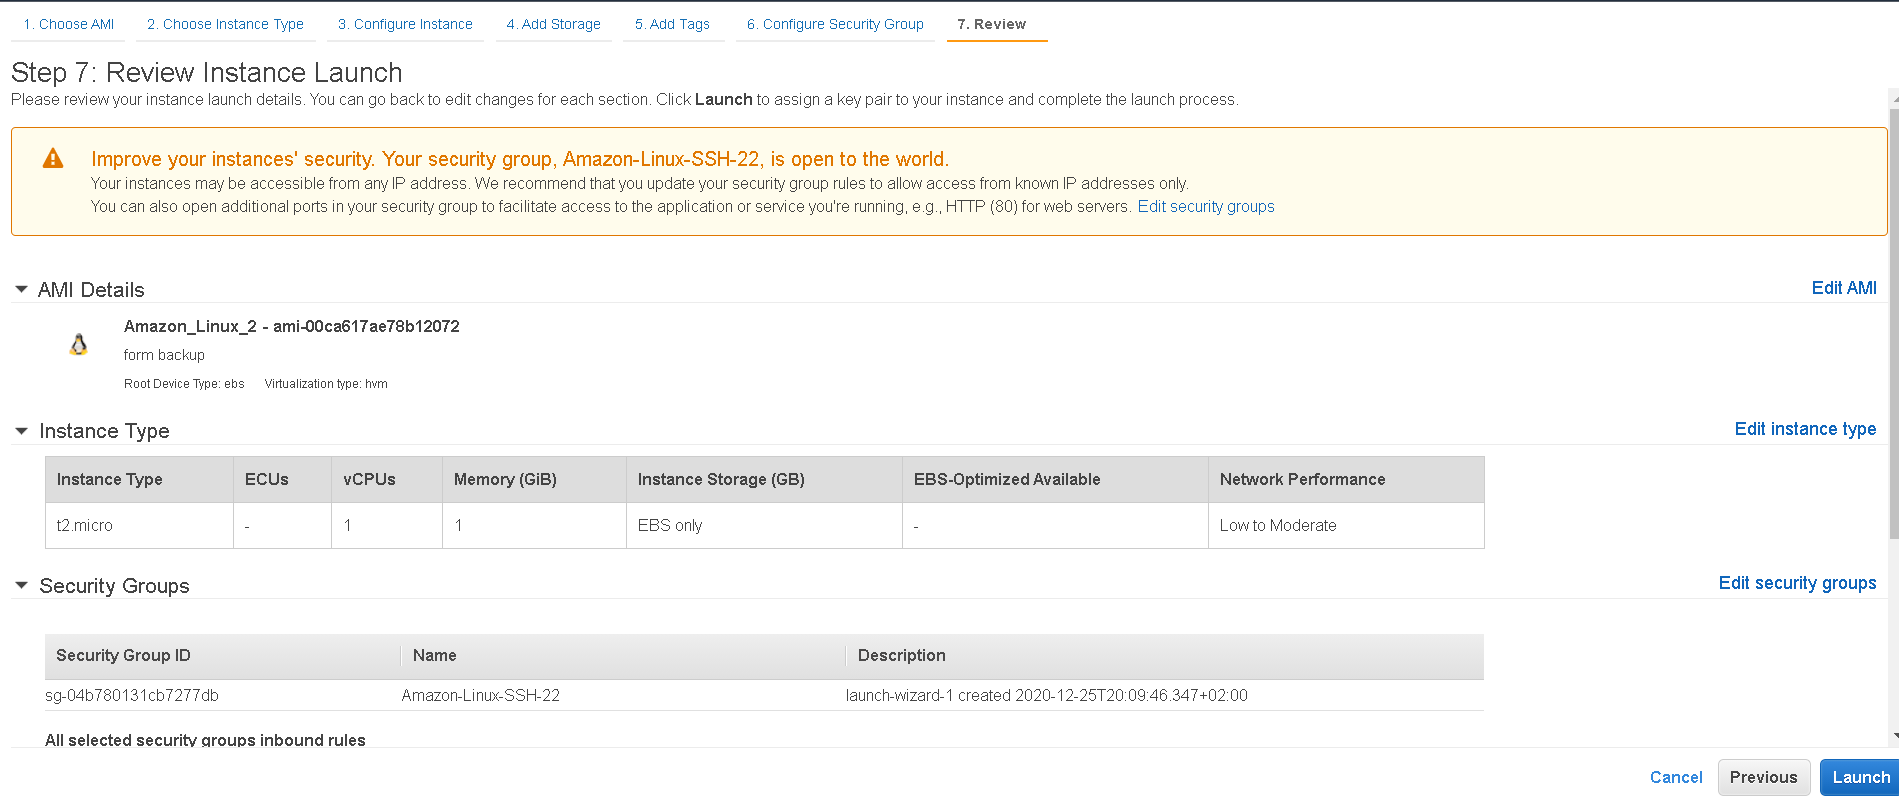 1. Choose AMI 2. Choose Instance Type 3. Configure Instance 4. Add Storage 5. Add Tags 6. Configure Security Group 7. Review
Step 7: Review Instance Launch
Please review your instance launch details. You can go back to edit changes for each section. Click Launch to assign a key pair to your instance and complete the launch process.
Improve your instances' security. Your security group, Amazon-Linux-SSH-22, is open to the world.
Your instances may be accessible from any IP address. We recommend that you update your security group rules to allow access from known IP addresses only.
You can also open additional ports in your security group to facilitate access to the application or service you're running, e.g., HTTP (80) for web servers. Edit security groups
AMI Details Edit AMI
Amazon_Linux_2 - ami-00ca617ae78b12072
form backup
Root Device Type: ebs Virtualization type: hvm
Instance Type Edit instance type
Instance Type ECUs vCPUs Memory (GiB) Instance Storage (GB) EBS-Optimized Available Network Performance
t2.micro - 1 1 EBS only - Low to Moderate
Security Groups Edit security groups
Security Group ID Name Description
sg-04b780131cb7277db Amazon-Linux-SSH-22 launch-wizard-1 created 2020-12-25T20:09:46.347+02:00
All selected security groups inbound rules
Cancel Previous Launch